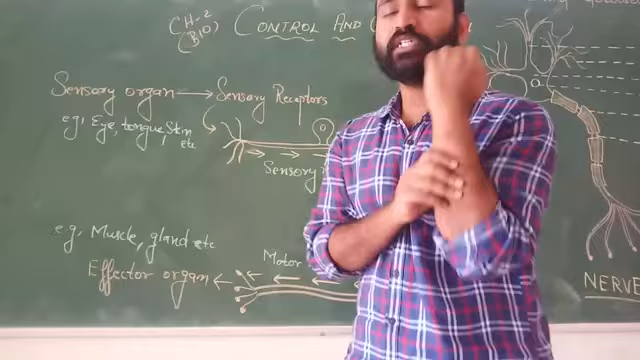 CH-2
(BIO)
CONTROL AND
Sensory organ → Sensory Receptors
eg: Eye, tongue, Skin,
etc
Sensory
eg. Muscle, gland etc
Motor
Effector organ ←
NERVE